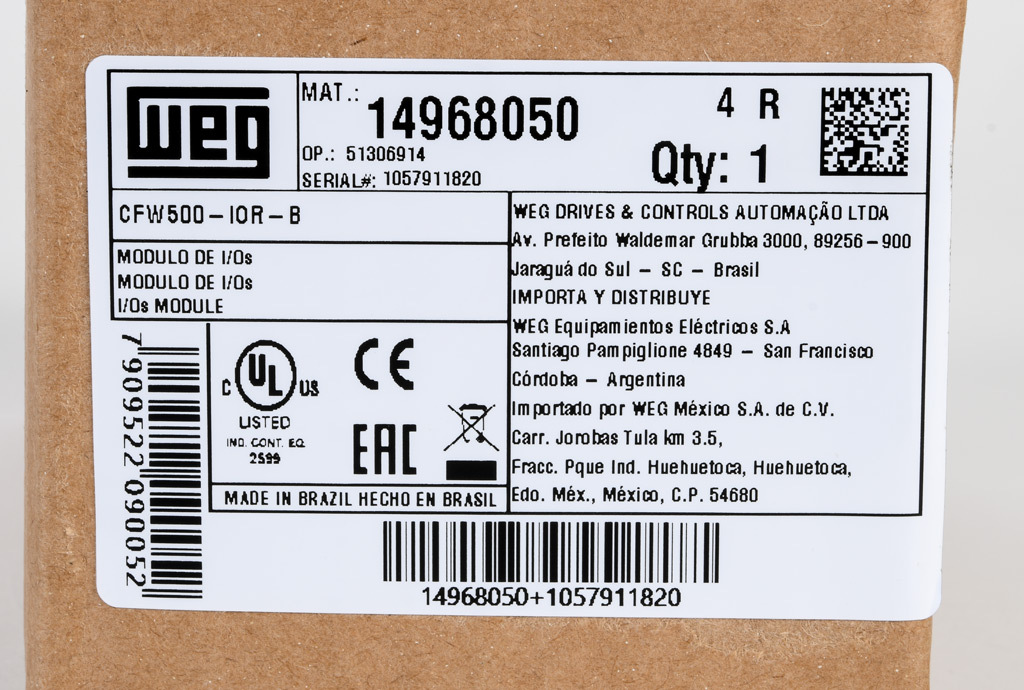 weg
MAT.: 14968050
4 R
OP.: 51306914
Qty: 1
SERIAL#: 1057911820
CFW500-IOR-B
MODULO DE I/Os
MODULO DE I/Os
I/Os MODULE
WEG DRIVES & CONTROLS AUTOMAÇÃO LTDA
Av. Prefeito Waldemar Grubba 3000, 89256-900
Jaraguá do Sul - SC - Brasil
IMPORTA Y DISTRIBUYE
WEG Equipamientos Eléctricos S.A
Santiago Pampiglione 4849 - San Francisco
Córdoba - Argentina
Importado por WEG México S.A. de C.V.
Carr. Jorobas Tula km 3.5,
Fracc. Pque Ind. Huehuetoca, Huehuetoca,
Edo. Méx., México, C.P. 54680
7 909522 090052
C UL US
LISTED
IND. CONT. EQ.
2S99
CE
EAC
MADE IN BRAZIL HECHO EN BRASIL
14968050+1057911820